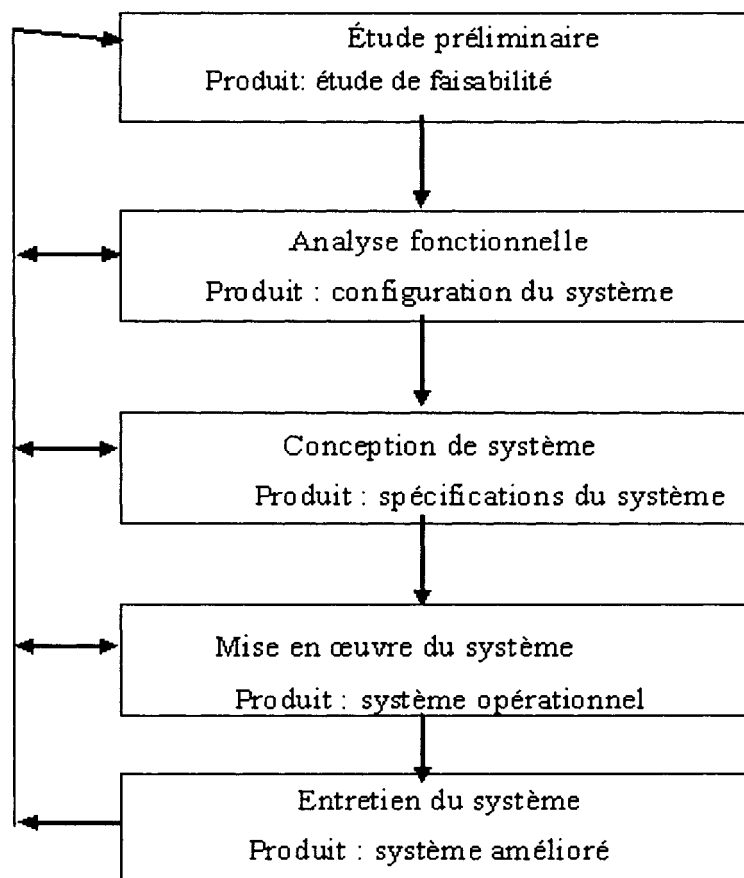 Étude préliminaire
Produit: étude de faisabilité
Analyse fonctionnelle
Produit : configuration du système
Conception de système
Produit : spécifications du système
Mise en œuvre du système
Produit : système opérationnel
Entretien du système
Produit : système amélioré